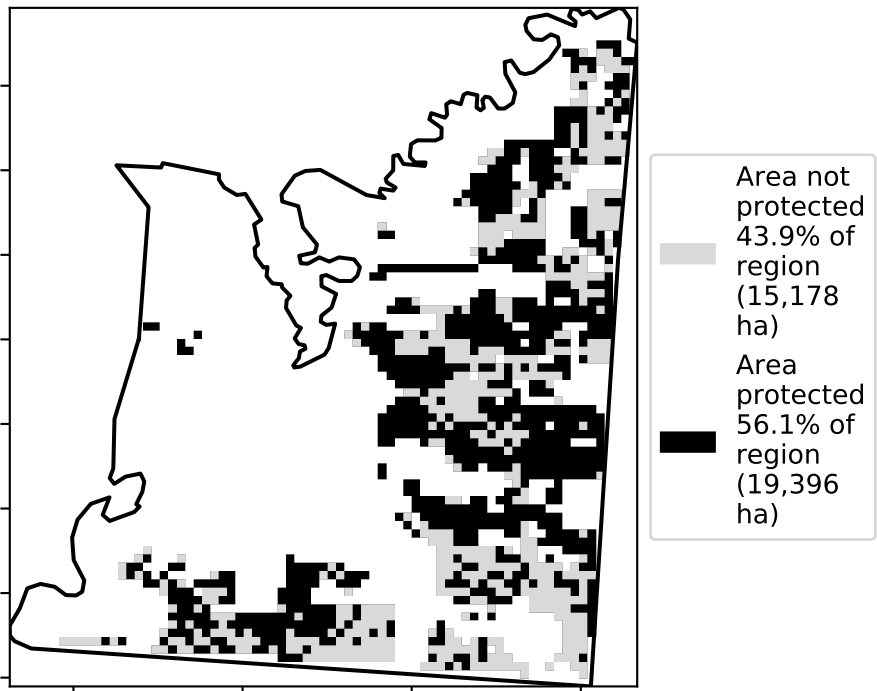 Area not
protected
43.9% of
region
(15,178
ha)
Area
protected
56.1% of
region
(19,396
ha)